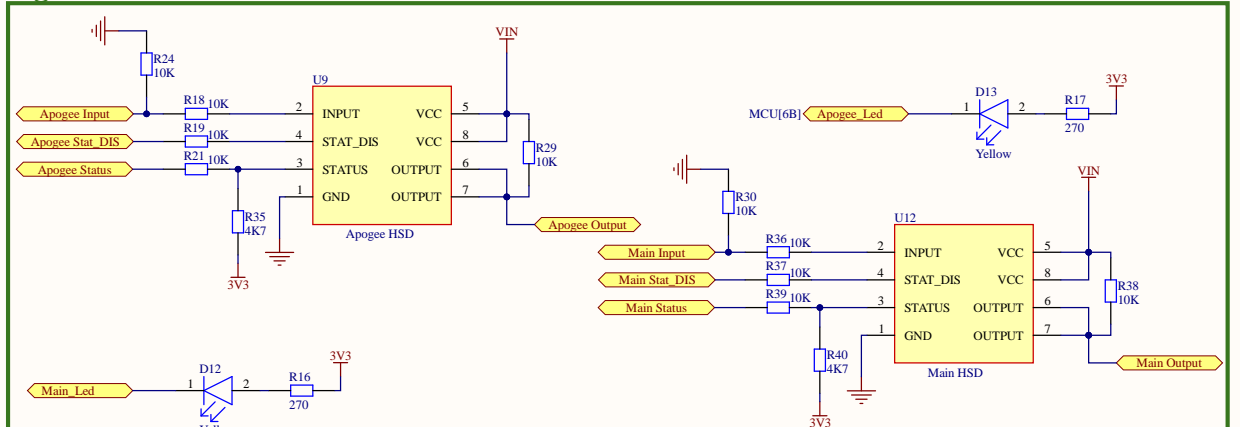 VIN
R24
10K
U9
Apogee Input
R18 10K
2 INPUT VCC 5
Apogee Stat_DIS
R19 10K
4 STAT_DIS VCC 8
R29
10K
Apogee Status
R21 10K
3 STATUS OUTPUT 6
1 GND OUTPUT 7
R35
4K7
Apogee HSD
Apogee Output
3V3
MCU[6B] Apogee_Led
1 D13 2
Yellow
R17
270
3V3
VIN
R30
10K
U12
Main Input
R36 10K
2 INPUT VCC 5
Main Stat_DIS
R37 10K
4 STAT_DIS VCC 8
R38
10K
Main Status
R39 10K
3 STATUS OUTPUT 6
1 GND OUTPUT 7
R40
4K7
Main HSD
Main Output
3V3
Main_Led
1 D12 2
R16
270
3V3